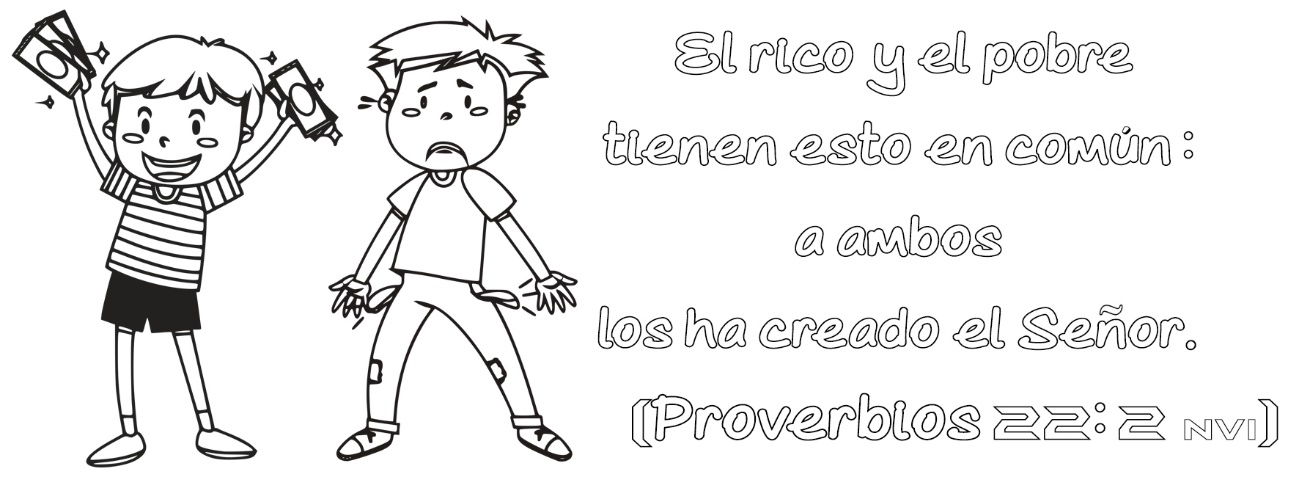 El rico y el pobre
tienen esto en común:
a ambos
los ha creado el Señor.
(Proverbios 22:2 NVI)